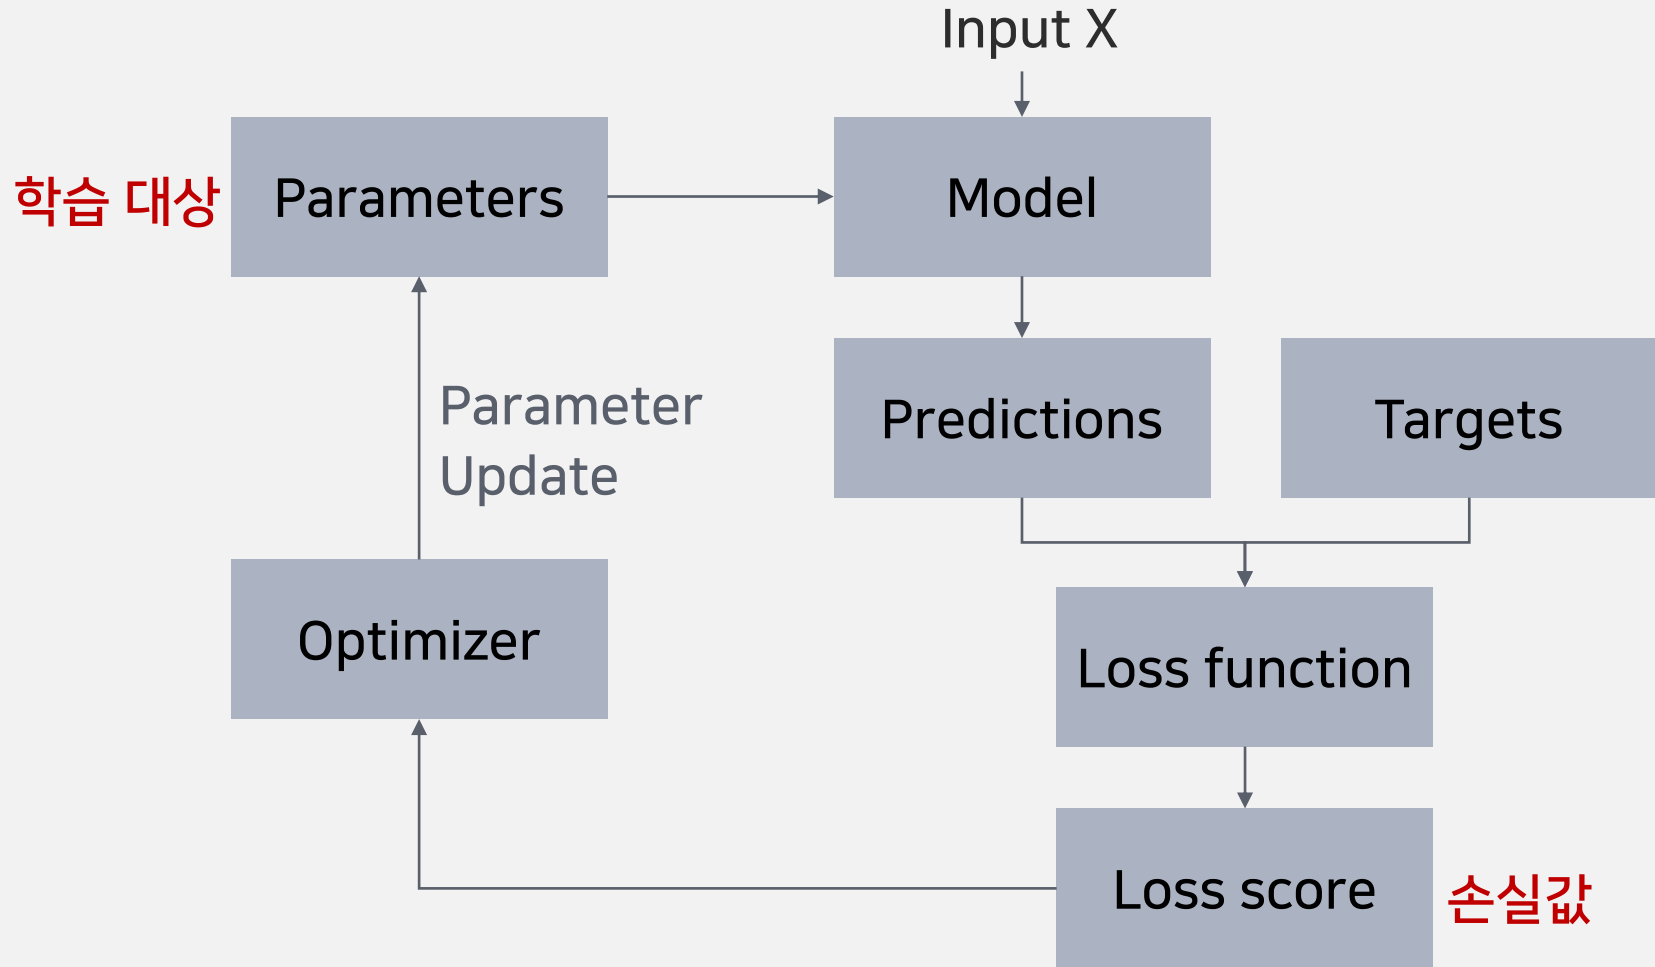 Input X
학습 대상
Parameters
Model
Parameter
Update
Predictions
Targets
Optimizer
Loss function
Loss score
손실값